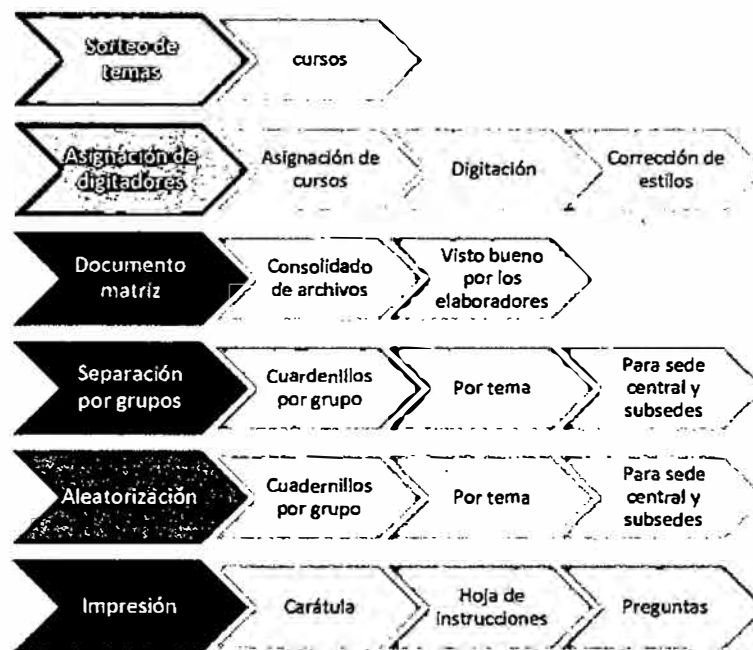 Sorteo de
temas
cursos
Asignación de
digitadores
Asignación de
cursos
Digitación
Corrección de
estilos
Documento
matriz
Consolidado
de archivos
Visto bueno
por los
elaboradores
Separación
por grupos
Cuardenillos
por grupo
Por tema
Para sede
central y
subsedes
Aleatorización
Cuadernillos
por grupo
Por tema
Para sede
central y
subsedes
Impresión
Carátula
Hoja de
instrucciones
Preguntas